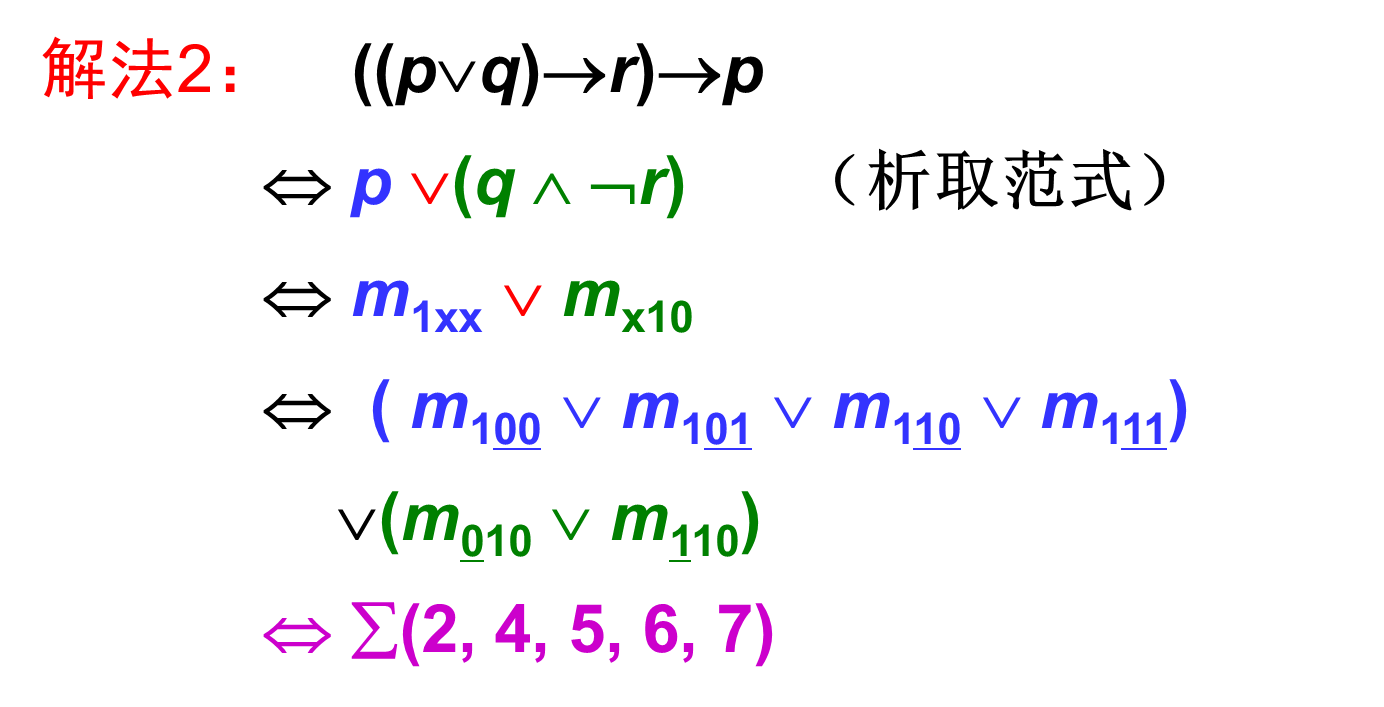 解法2： ((p∨q)→r)→p
⇔ p ∨(q ∧ ¬r) （析取范式）
⇔ m1xx ∨ mx10
⇔ ( m100 ∨ m101 ∨ m110 ∨ m111)
∨(m010 ∨ m110)
⇔ ∑(2, 4, 5, 6, 7)